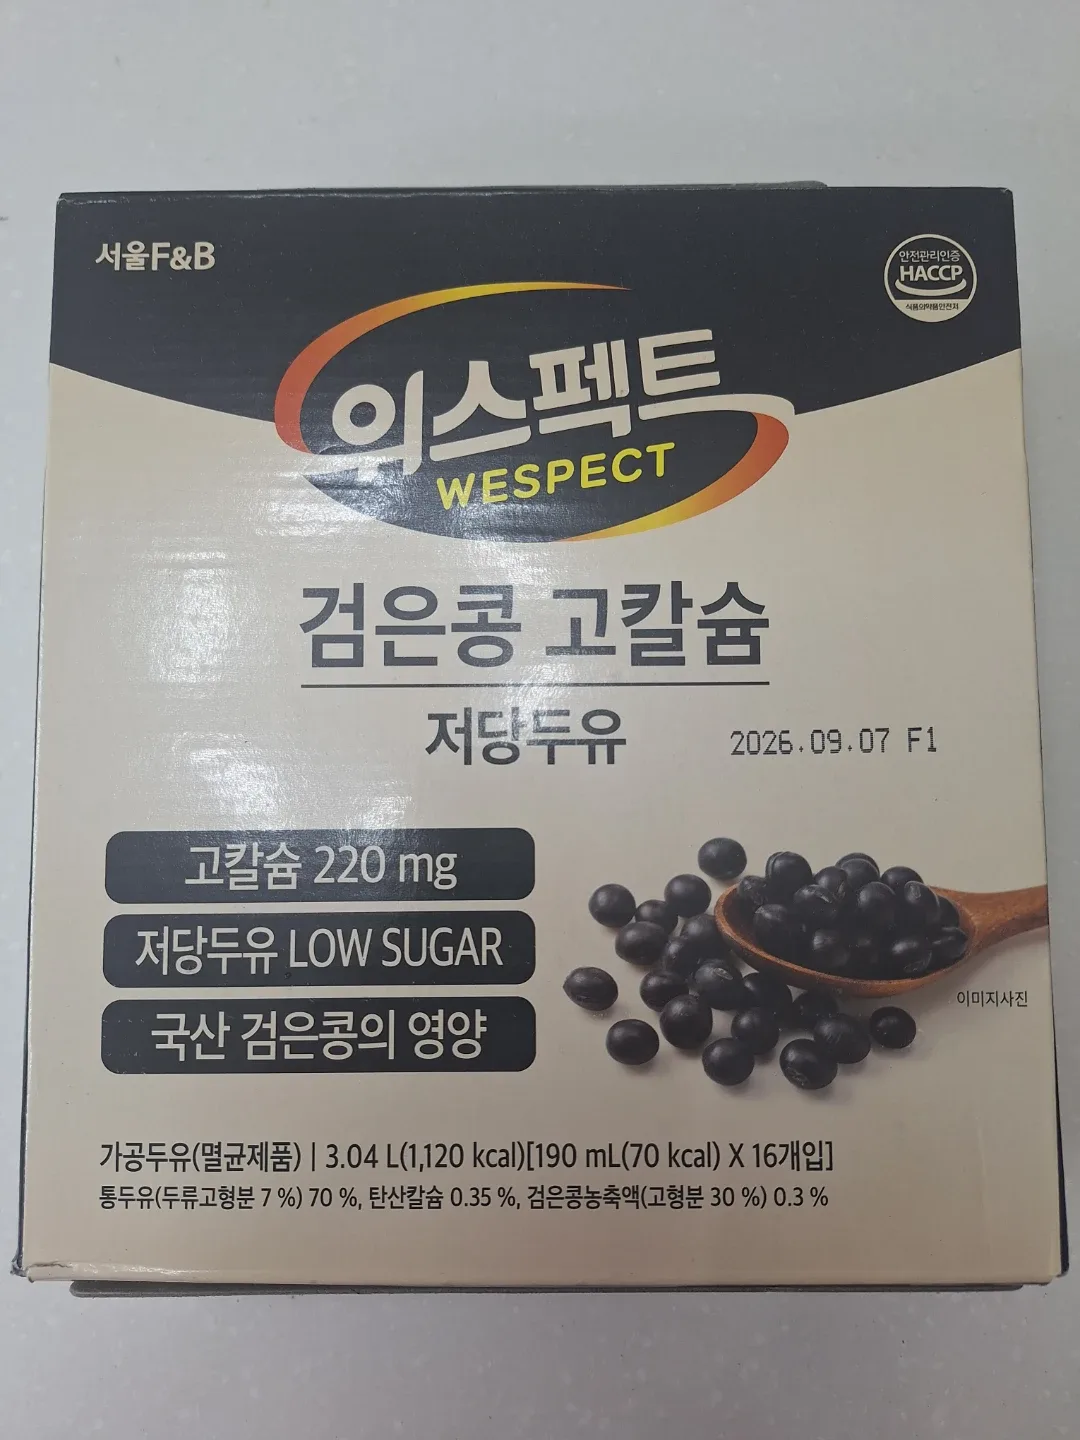 서울F&B
안전관리인증
HACCP
식품의약품안전처
위스펙트
WESPECT
검은콩 고칼슘
저당두유
2026.09.07 F1
고칼슘 220 mg
저당두유 LOW SUGAR
국산 검은콩의 영양
이미지사진
가공두유(멸균제품) | 3.04 L(1,120 kcal)[190 mL(70 kcal) X 16개입]
통두유(두류고형분 7 %) 70 %, 탄산칼슘 0.35 %, 검은콩농축액(고형분 30 %) 0.3 %